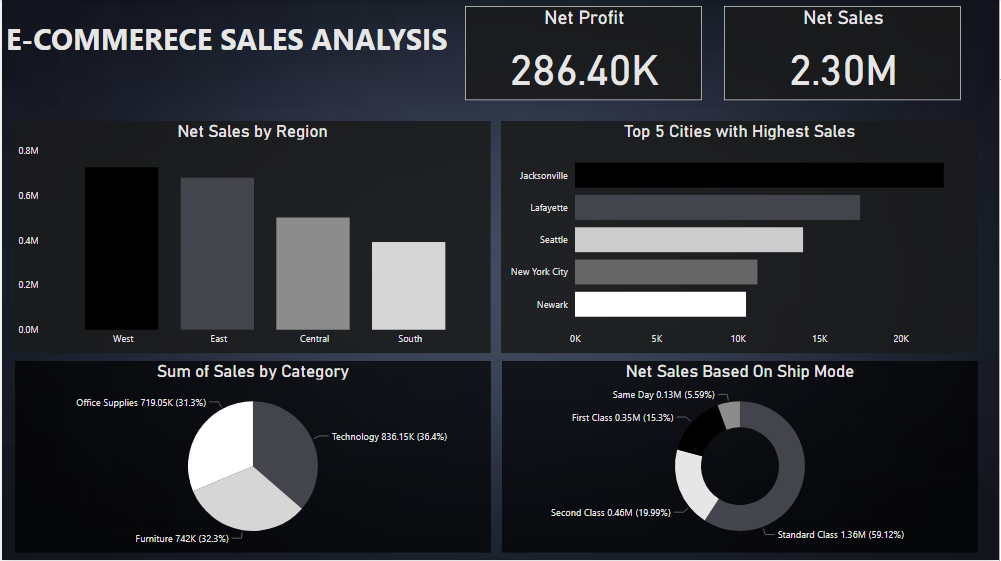 E-COMMERECE SALES ANALYSIS
Net Profit
286.40K
Net Sales
2.30M
Net Sales by Region
0.8M
0.6M
0.4M
0.2M
0.0M
West East Central South
Top 5 Cities with Highest Sales
Jacksonville
Lafayette
Seattle
New York City
Newark
0K 5K 10K 15K 20K
Sum of Sales by Category
Office Supplies 719.05K (31.3%)
Technology 836.15K (36.4%)
Furniture 742K (32.3%)
Net Sales Based On Ship Mode
Same Day 0.13M (5.59%)
First Class 0.35M (15.3%)
Second Class 0.46M (19.99%)
Standard Class 1.36M (59.12%)